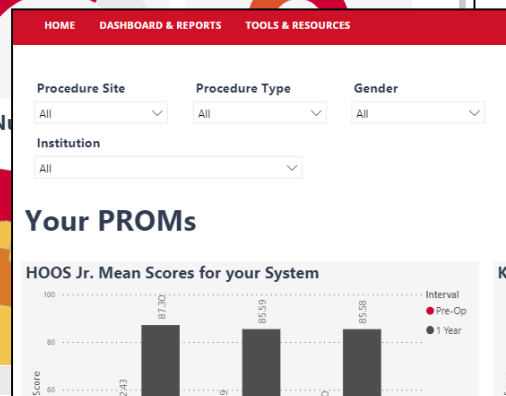 HOME DASHBOARD & REPORTS TOOLS & RESOURCES
Procedure Site Procedure Type Gender
All All All
Institution
All
Your PROMs
HOOS Jr. Mean Scores for your System
100
87.30
85.59
85.58
Interval
Pre-Op
1 Year
80
60
Score